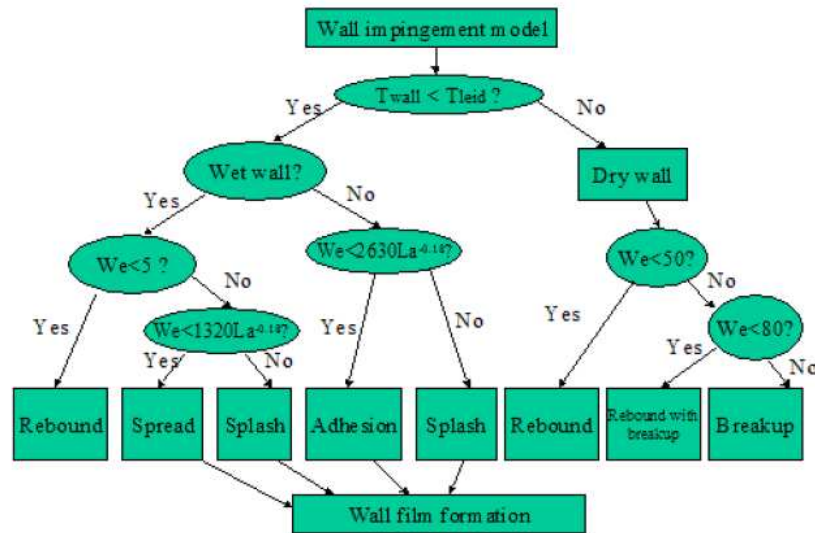 Wall impingement model
Twall < Tleid ?
Yes
No
Wet wall?
Dry wall
Yes
No
We<5 ?
We<2630La-0.18?
We<50?
No
No
Yes
We<1320La-0.18?
Yes
No
Yes
We<80?
Yes
No
Yes
No
Rebound
Spread
Splash
Adhesion
Splash
Rebound
Rebound with
breakup
Breakup
Wall film formation